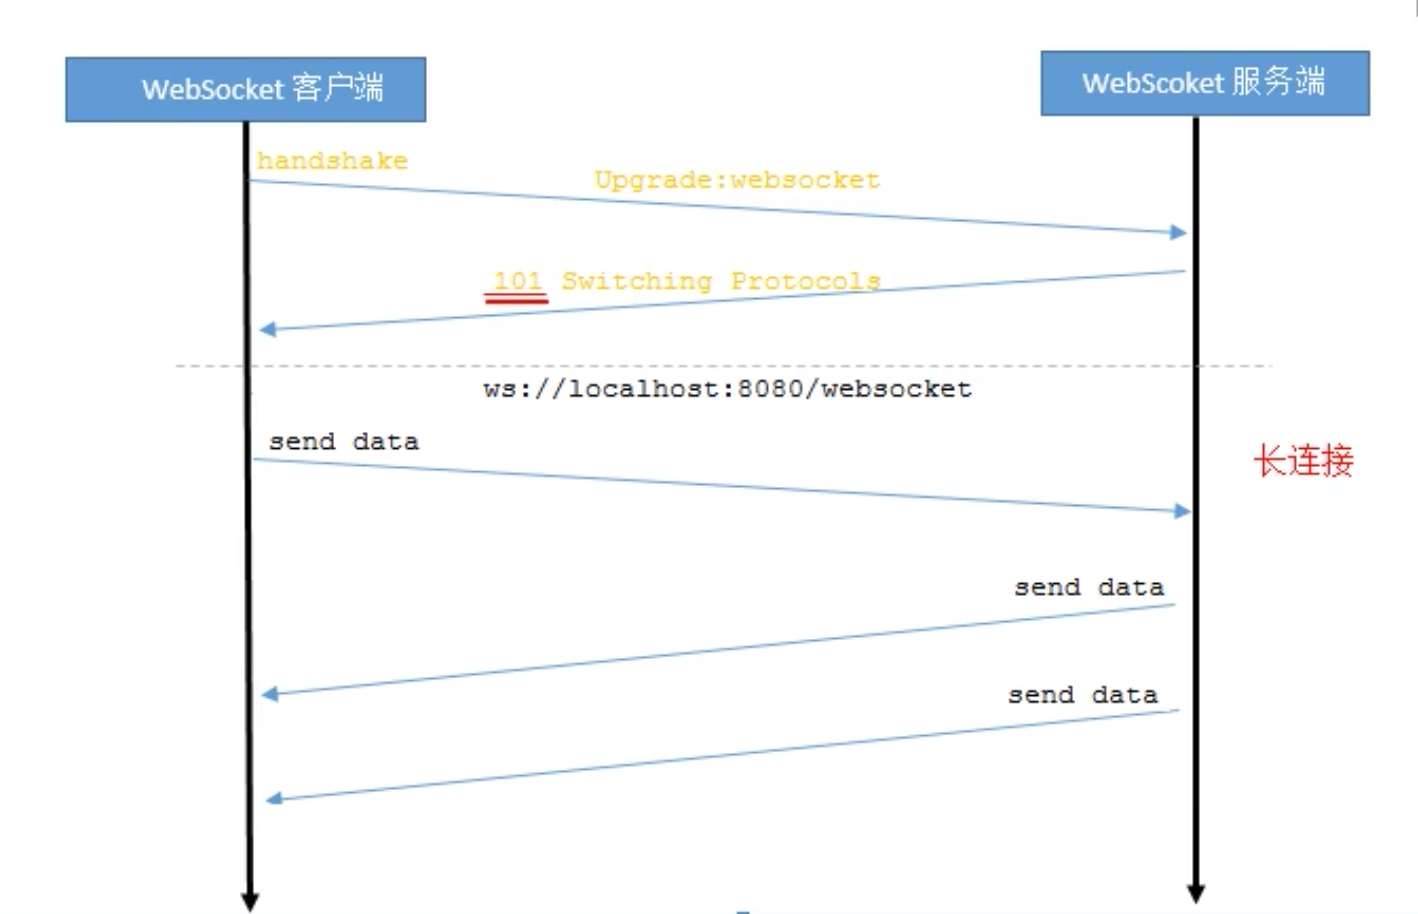 WebSocket 客户端
WebScoket 服务端
handshake
Upgrade:websocket
101 Switching Protocols
ws://localhost:8080/websocket
send data
长连接
send data
send data